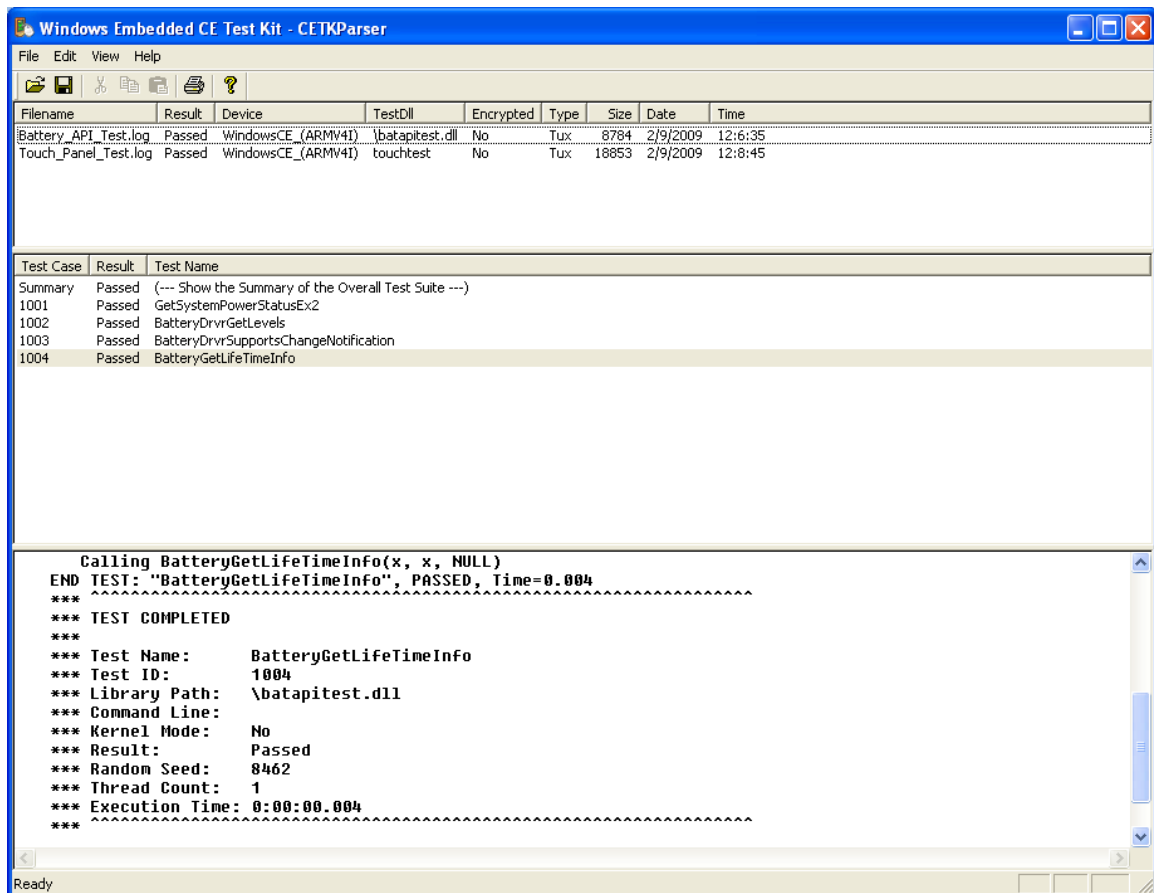 Windows Embedded CE Test Kit - CETKParser
File Edit View Help
Filename Result Device TestDll Encrypted Type Size Date Time
Battery_API_Test.log Passed WindowsCE_(ARMV4I) \batapitest.dll No Tux 8784 2/9/2009 12:6:35
Touch_Panel_Test.log Passed WindowsCE_(ARMV4I) touchtest No Tux 18853 2/9/2009 12:8:45
Test Case Result Test Name
Summary Passed (--- Show the Summary of the Overall Test Suite ---)
1001 Passed GetSystemPowerStatusEx2
1002 Passed BatteryDrvrGetLevels
1003 Passed BatteryDrvrSupportsChangeNotification
1004 Passed BatteryGetLifeTimeInfo
Calling BatteryGetLifeTimeInfo(x, x, NULL)
END TEST: "BatteryGetLifeTimeInfo", PASSED, Time=0.004
*** ^^^^^^^^^^^^^^^^^^^^^^^^^^^^^^^^^^^^^^^^^^^^^^^^^^^^^^^^^^^^^^^^^^
*** TEST COMPLETED
***
*** Test Name: BatteryGetLifeTimeInfo
*** Test ID: 1004
*** Library Path: \batapitest.dll
*** Command Line:
*** Kernel Mode: No
*** Result: Passed
*** Random Seed: 8462
*** Thread Count: 1
*** Execution Time: 0:00:00.004
*** ^^^^^^^^^^^^^^^^^^^^^^^^^^^^^^^^^^^^^^^^^^^^^^^^^^^^^^^^^^^^^^^^^^
Ready